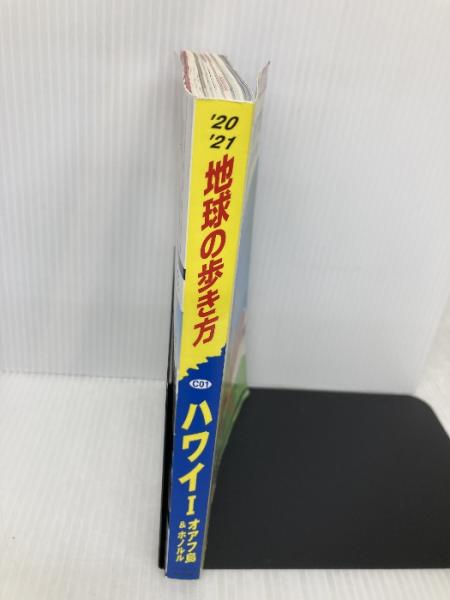 '20
'21
地球の歩き方
C01
ハワイI
オアフ島
&ホノルル